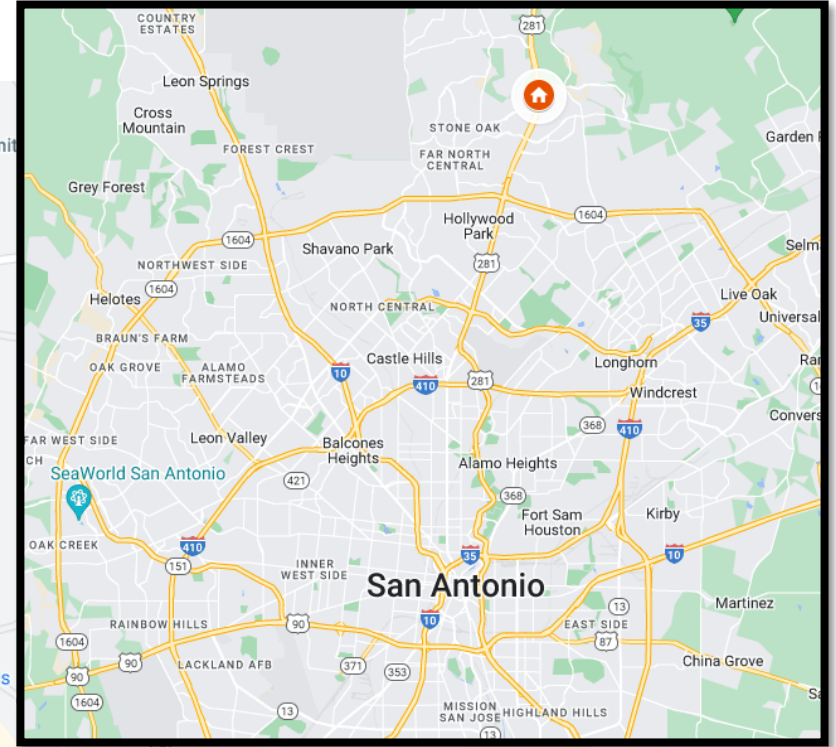 COUNTRY
ESTATES
281
Leon Springs
Cross
Mountain
STONE OAK
Garden
FOREST CREST
FAR NORTH
CENTRAL
Grey Forest
1604
Hollywood
Park
1604
Shavano Park
Selm
281
NORTHWEST SIDE
1604
Live Oak
Helotes
NORTH CENTRAL
Universal
35
BRAUN'S FARM
Castle Hills
Longhorn
OAK GROVE
ALAMO
FARMSTEADS
10
410
281
Windcrest
Convers
368
410
FAR WEST SIDE
Leon Valley
Balcones
Heights
CH
Alamo Heights
SeaWorld San Antonio
421
368
Fort Sam
Houston
Kirby
OAK CREEK
410
35
10
151
INNER
WEST SIDE
San Antonio
13
Martinez
RAINBOW HILLS
90
EAST SIDE
87
1604
90
LACKLAND AFB
371
353
China Grove
90
1604
13
MISSION
SAN JOSE
HIGHLAND HILLS
10
13